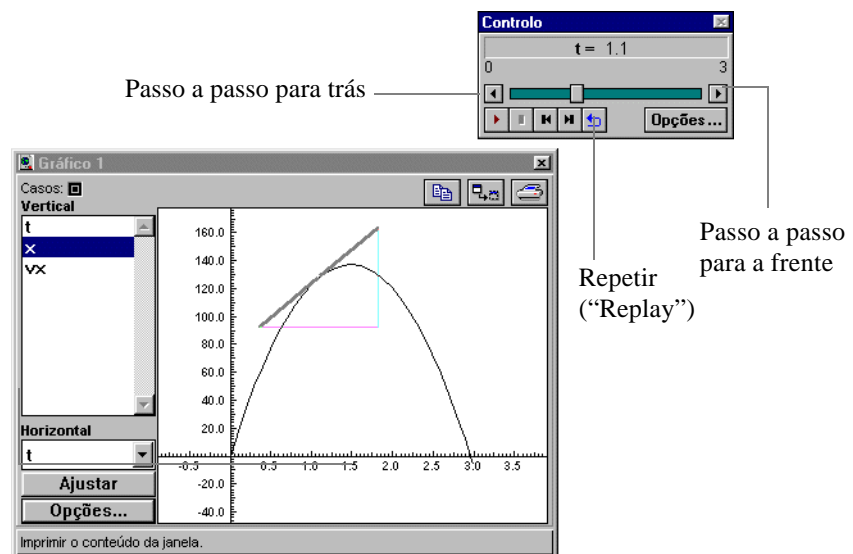 Controlo
t = 1.1
0 3
Opções...
Passo a passo para trás
Passo a passo
para a frente
Repetir
(“Replay”)
Gráfico 1
Casos:
Vertical
t
x
vx
Horizontal
t
Ajustar
Opções...
160.0
140.0
120.0
100.0
80.0
60.0
40.0
20.0
-20.0
-40.0
-0.5 0.5 1.0 1.5 2.0 2.5 3.0 3.5
Imprimir o conteúdo da janela.